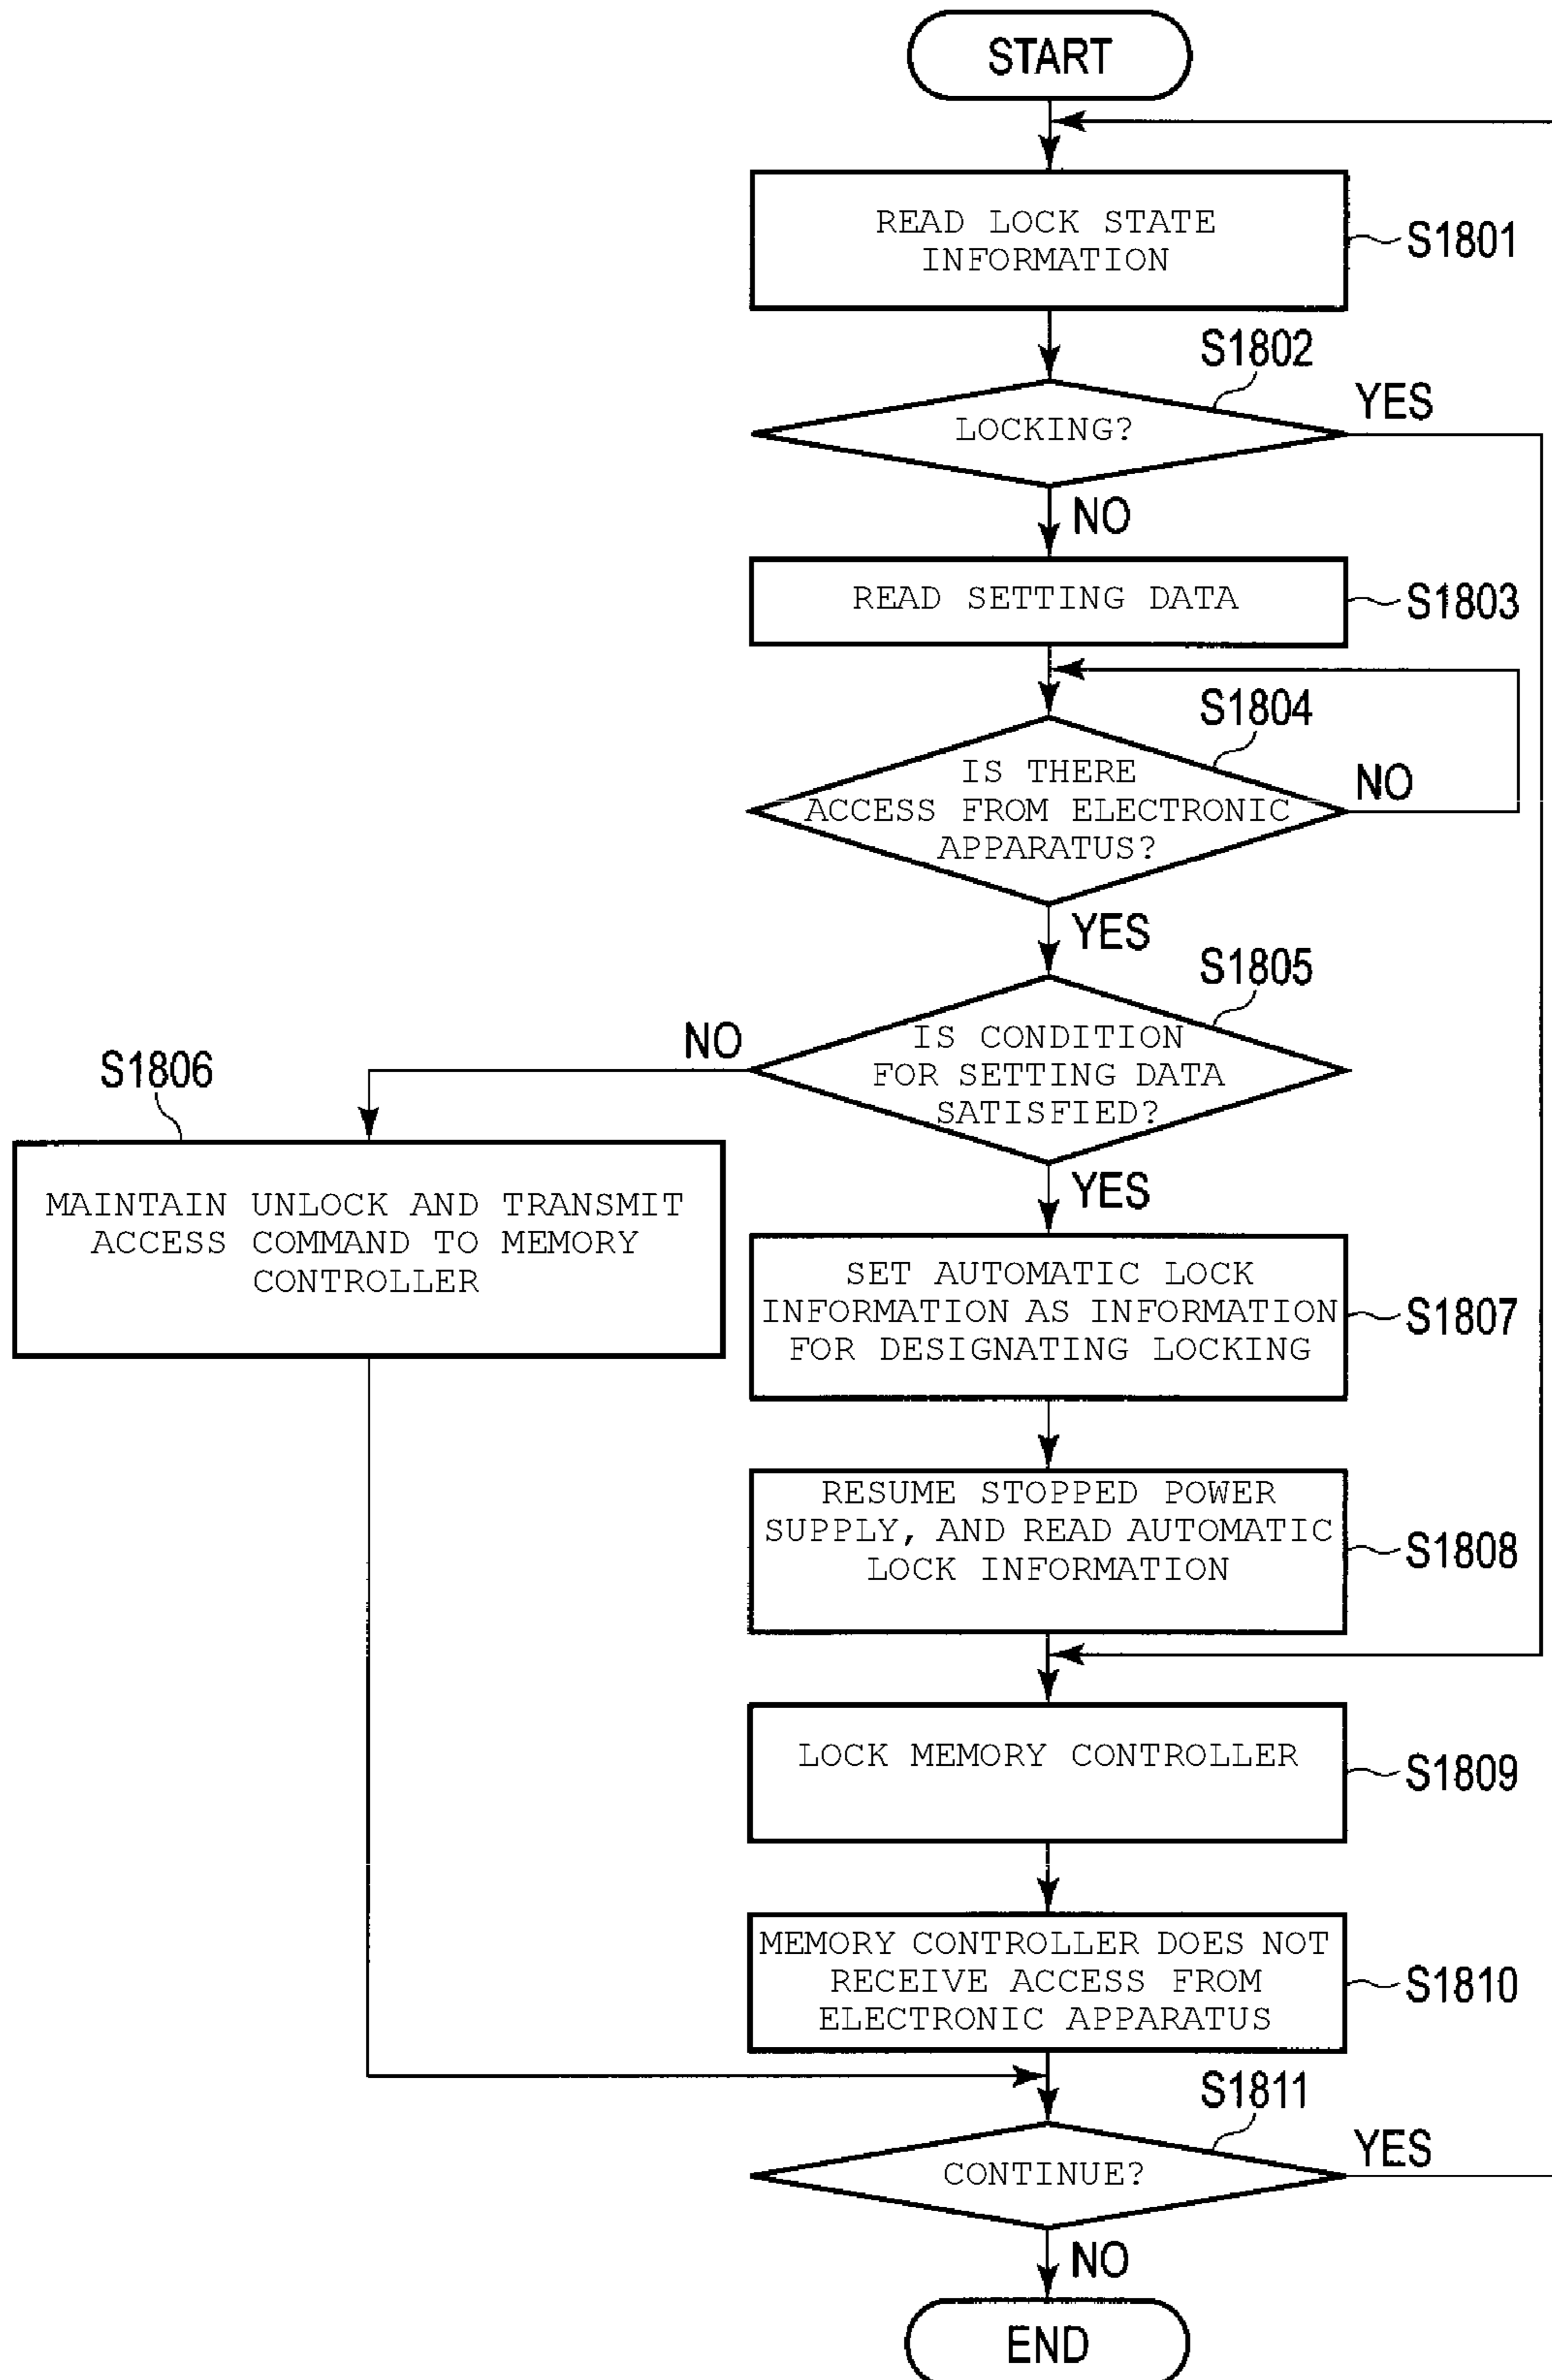 START
READ LOCK STATE
INFORMATION
S1801
S1802
LOCKING?
YES
NO
READ SETTING DATA
S1803
S1804
IS THERE
ACCESS FROM ELECTRONIC
APPARATUS?
NO
YES
S1805
IS CONDITION
FOR SETTING DATA
SATISFIED?
NO
S1806
MAINTAIN UNLOCK AND TRANSMIT
ACCESS COMMAND TO MEMORY
CONTROLLER
YES
SET AUTOMATIC LOCK
INFORMATION AS INFORMATION
FOR DESIGNATING LOCKING
S1807
RESUME STOPPED POWER
SUPPLY, AND READ AUTOMATIC
LOCK INFORMATION
S1808
LOCK MEMORY CONTROLLER
S1809
MEMORY CONTROLLER DOES NOT
RECEIVE ACCESS FROM
ELECTRONIC APPARATUS
S1810
S1811
CONTINUE?
YES
NO
END